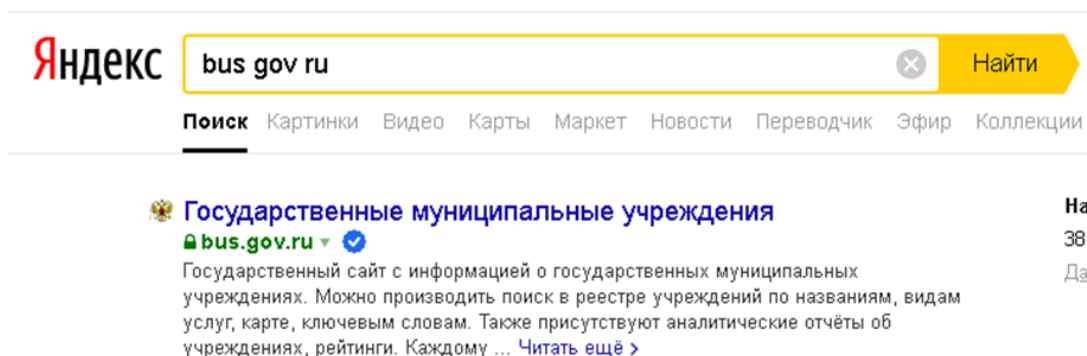 Яндекс bus gov ru Найти
Поиск Картинки Видео Карты Маркет Новости Переводчик Эфир Коллекции
Государственные муниципальные учреждения
bus.gov.ru
Государственный сайт с информацией о государственных муниципальных
учреждениях. Можно производить поиск в реестре учреждений по названиям, видам
услуг, карте, ключевым словам. Также присутствуют аналитические отчёты об
учреждениях, рейтинги. Каждому ... Читать ещё >
38